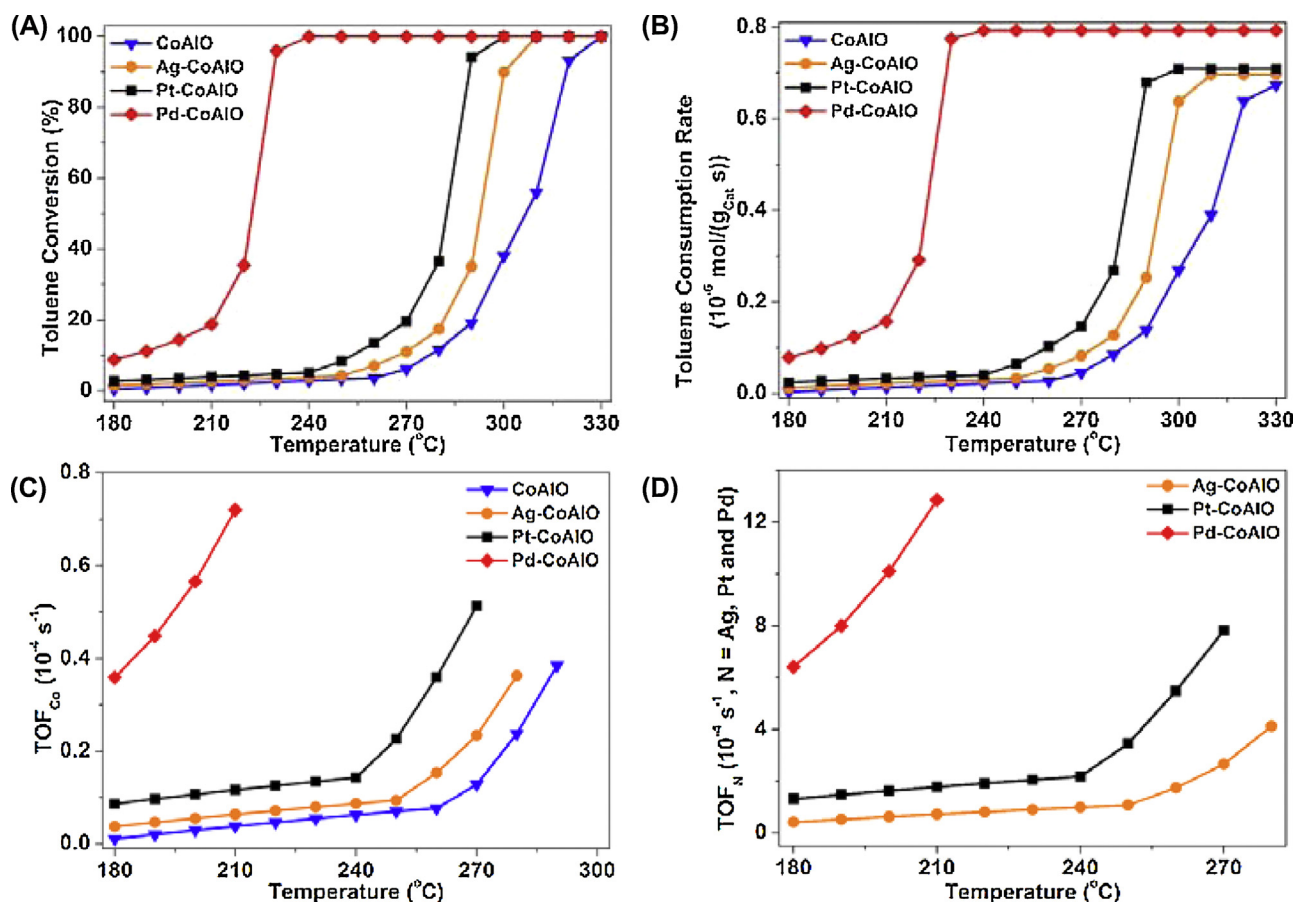 (A)
CoAlO
Ag-CoAlO
Pt-CoAlO
Pd-CoAlO
Toluene Conversion (%)
100
80
60
40
20
0
180 210 240 270 300 330
Temperature (°C)
(B)
CoAlO
Ag-CoAlO
Pt-CoAlO
Pd-CoAlO
Toluene Consumption Rate
(10⁻⁶ mol/(gCat s))
0.8
0.6
0.4
0.2
0.0
180 210 240 270 300 330
Temperature (°C)
(C)
CoAlO
Ag-CoAlO
Pt-CoAlO
Pd-CoAlO
TOFCo (10⁻⁴ s⁻¹)
0.8
0.6
0.4
0.2
0.0
180 210 240 270 300
Temperature (°C)
(D)
Ag-CoAlO
Pt-CoAlO
Pd-CoAlO
TOFN (10⁻⁴ s⁻¹, N = Ag, Pt and Pd)
12
8
4
0
180 210 240 270
Temperature (°C)